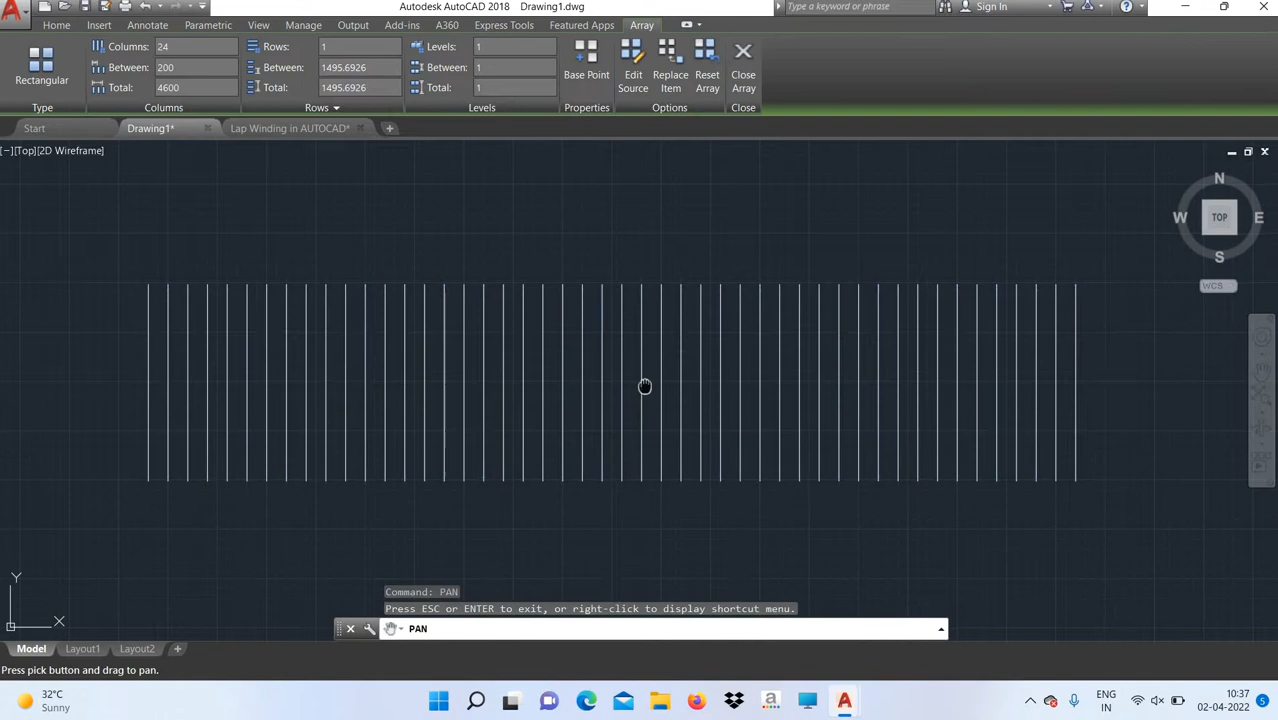 Autodesk AutoCAD 2018 Drawing1.dwg
Type a keyword or phrase
Sign In
Home Insert Annotate Parametric View Manage Output Add-ins A360 Express Tools Featured Apps Array
Columns: 24 Rows: 1 Levels: 1
Between: 200 Between: 1495.6926 Between: 1
Total: 4600 Total: 1495.6926 Total: 1
Rectangular
Base Point
Edit Source
Replace Item
Reset Array
Close Array
Type Columns Rows Levels Properties Options Close
Start Drawing1* Lap Winding in AUTOCAD*
[−][Top][2D Wireframe]
N
W TOP E
S
WCS
Y
X
Command: PAN
Press ESC or ENTER to exit, or right-click to display shortcut menu.
PAN
Model Layout1 Layout2
Press pick button and drag to pan.
32°C
Sunny
a
ENG
IN
10:37
02-04-2022
5